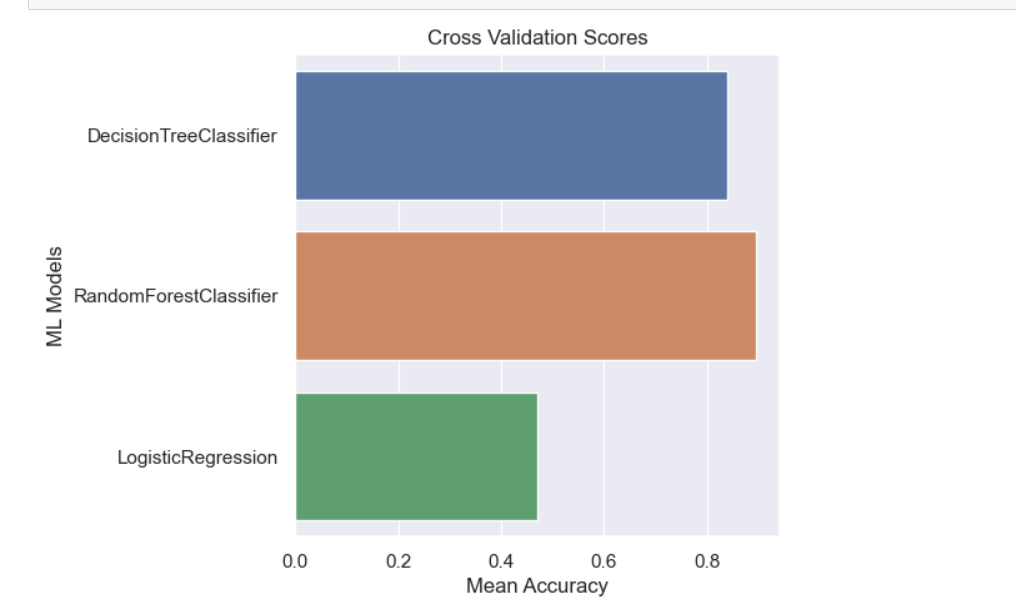 Cross Validation Scores
DecisionTreeClassifier
ML Models
RandomForestClassifier
LogisticRegression
0.0 0.2 0.4 0.6 0.8
Mean Accuracy